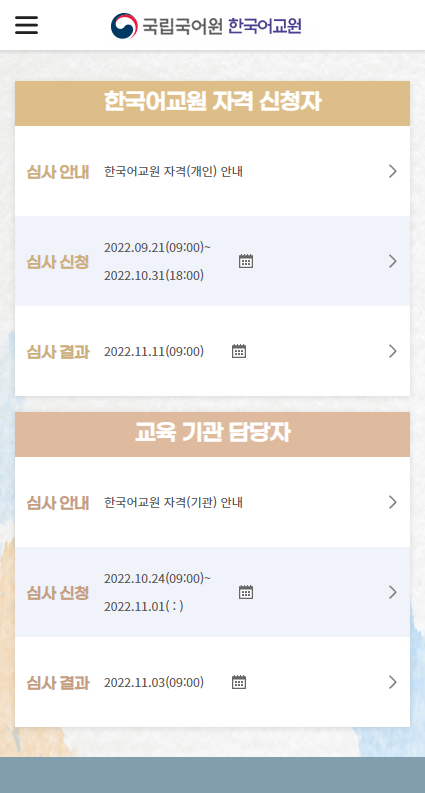 국립국어원 한국어교원
한국어교원 자격 신청자
심사 안내 한국어교원 자격(개인) 안내
심사 신청 2022.09.21(09:00)~
2022.10.31(18:00)
심사 결과 2022.11.11(09:00)
교육 기관 담당자
심사 안내 한국어교원 자격(기관) 안내
심사 신청 2022.10.24(09:00)~
2022.11.01( : )
심사 결과 2022.11.03(09:00)